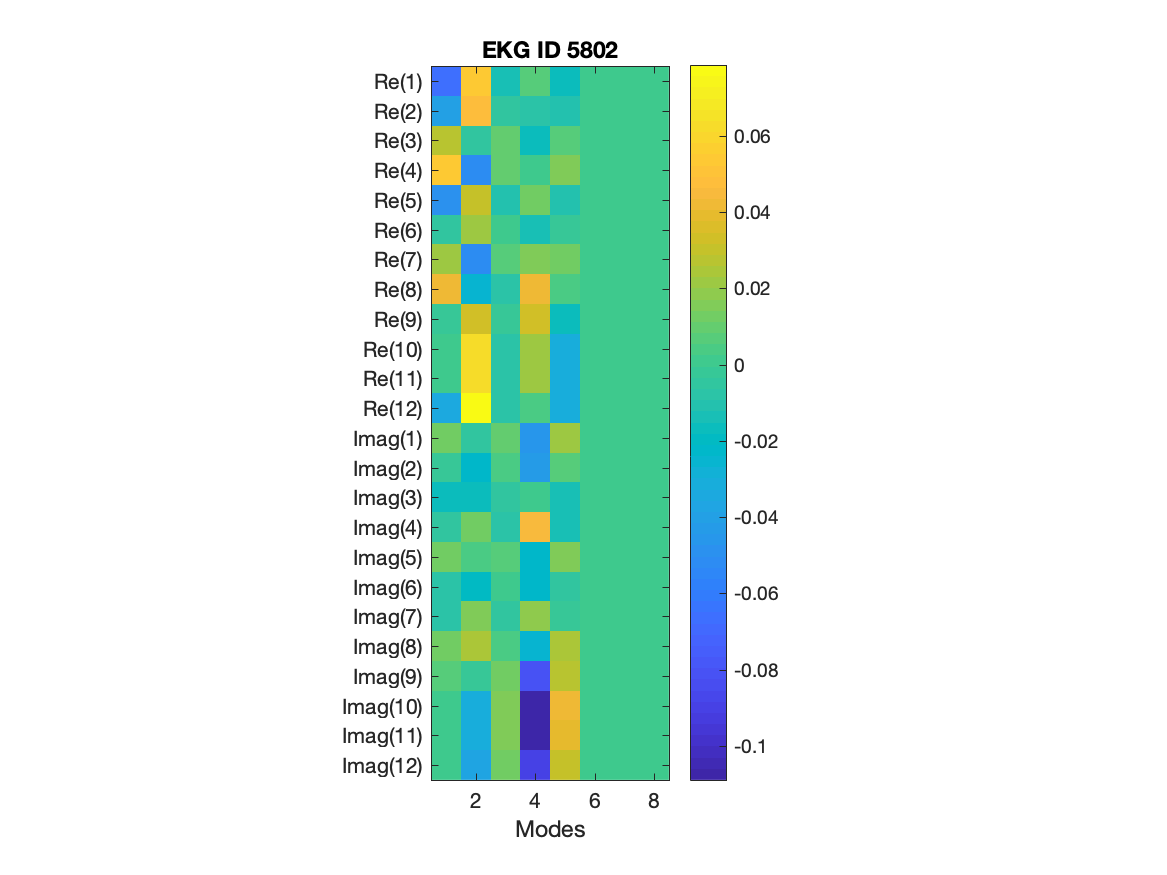 EKG ID 5802
Re(1)
Re(2)
Re(3)
Re(4)
Re(5)
Re(6)
Re(7)
Re(8)
Re(9)
Re(10)
Re(11)
Re(12)
Imag(1)
Imag(2)
Imag(3)
Imag(4)
Imag(5)
Imag(6)
Imag(7)
Imag(8)
Imag(9)
Imag(10)
Imag(11)
Imag(12)
2 4 6 8
Modes
0.06
0.04
0.02
0
-0.02
-0.04
-0.06
-0.08
-0.1